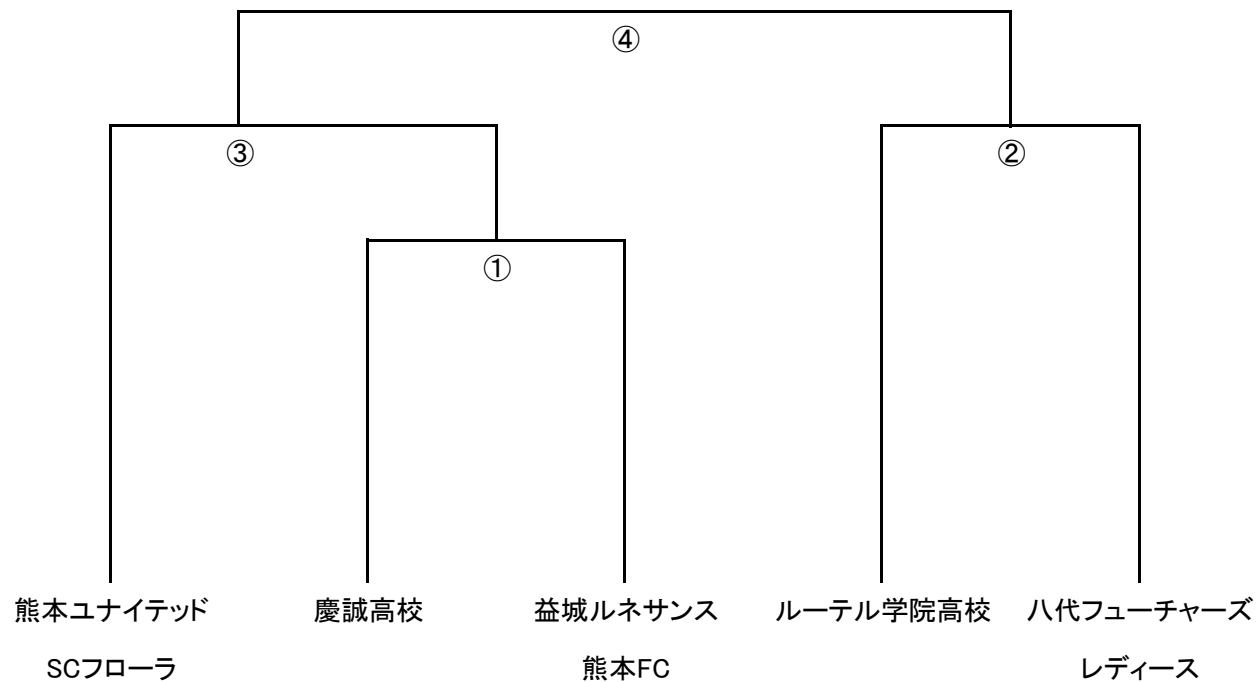 ④
③
②
①
熊本ユナイテッド
SCフローラ
慶誠高校
益城ルネサンス
熊本FC
ルーテル学院高校
八代フューチャーズ
レディース